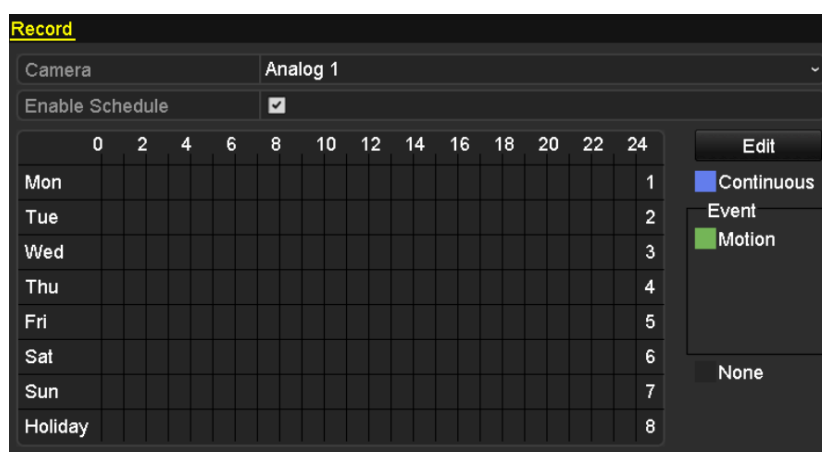 Record
Camera Analog 1
Enable Schedule
0 2 4 6 8 10 12 14 16 18 20 22 24
Edit
Mon 1
Continuous
Tue 2
Event
Motion
Wed 3
Thu 4
Fri 5
Sat 6
None
Sun 7
Holiday 8